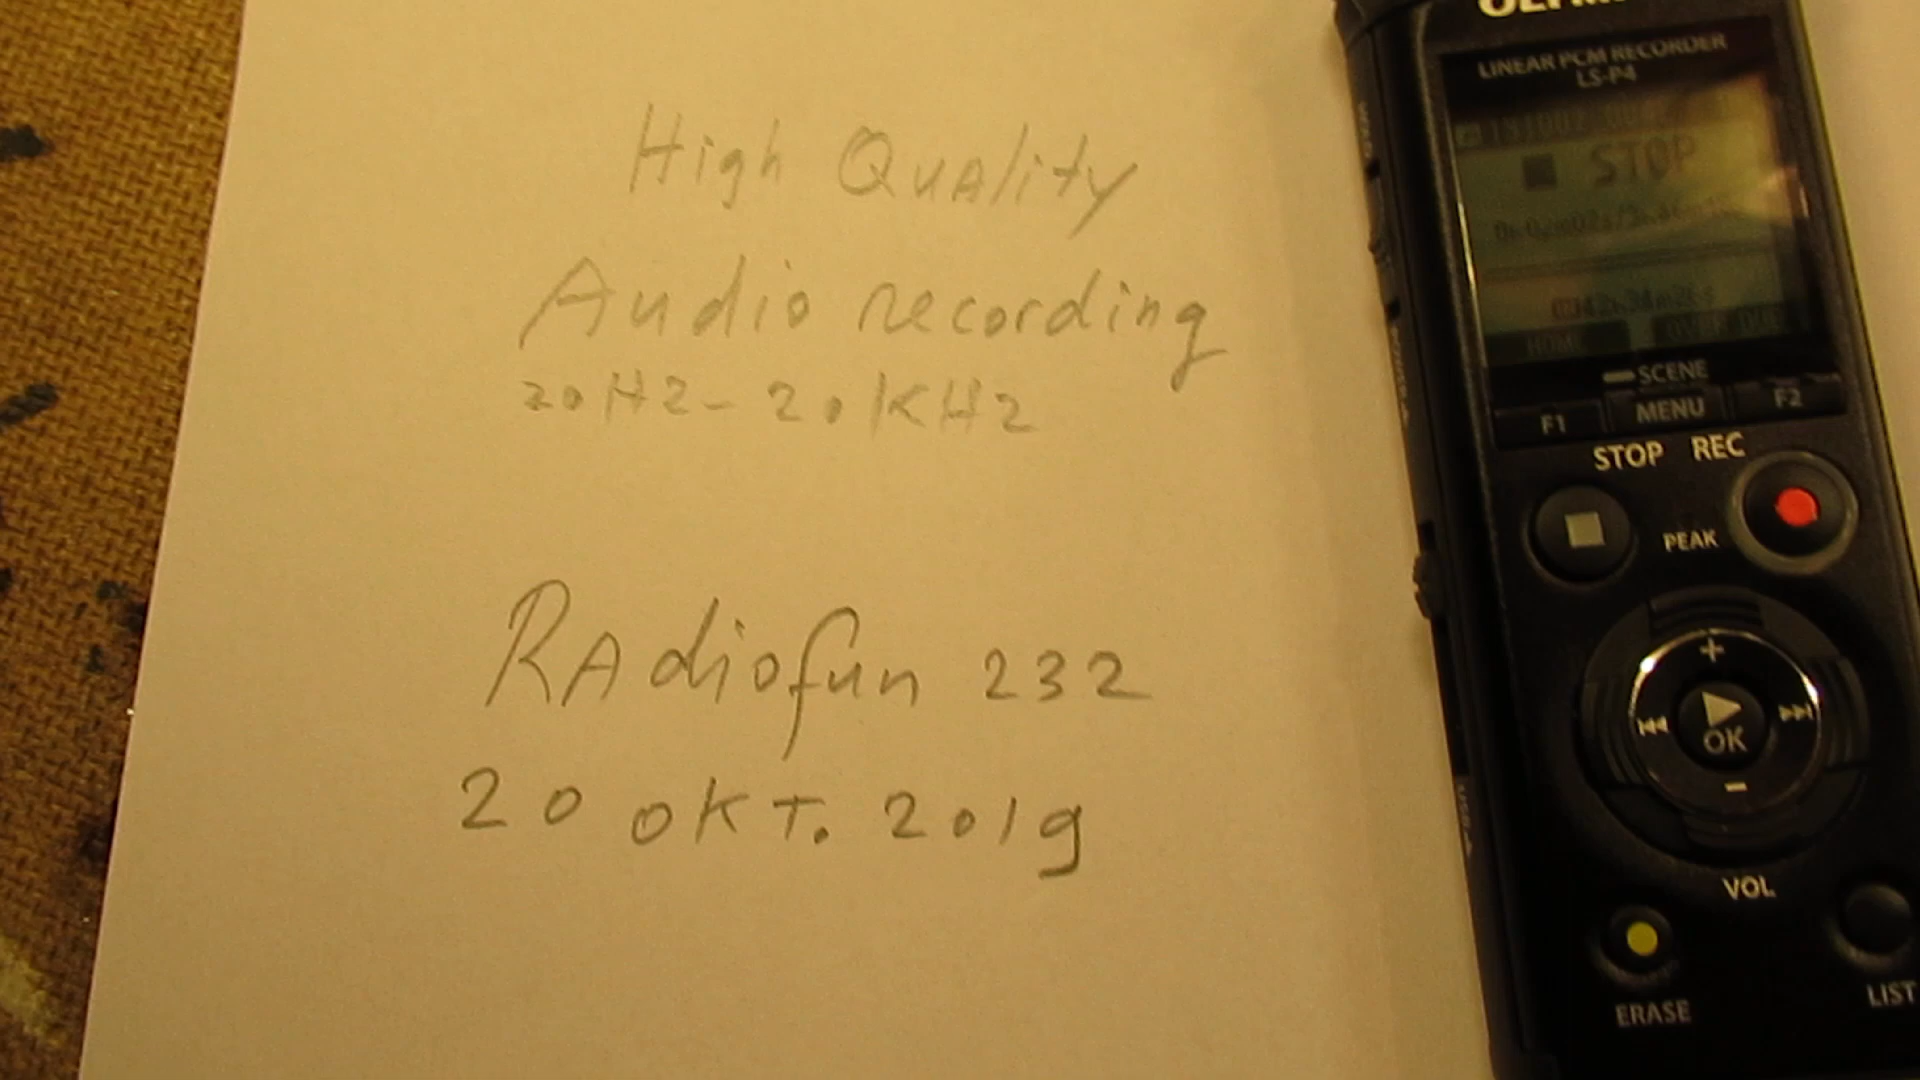 High Quality
Audio recording
20HZ-20KHZ
RAdiofun 232
20 OKT. 2019
LINEAR PCM RECORDER
LS-P4
STOP
HOME
SCENE
F1 MENU F2
STOP REC
PEAK
+
OK
-
VOL
ERASE
LIST